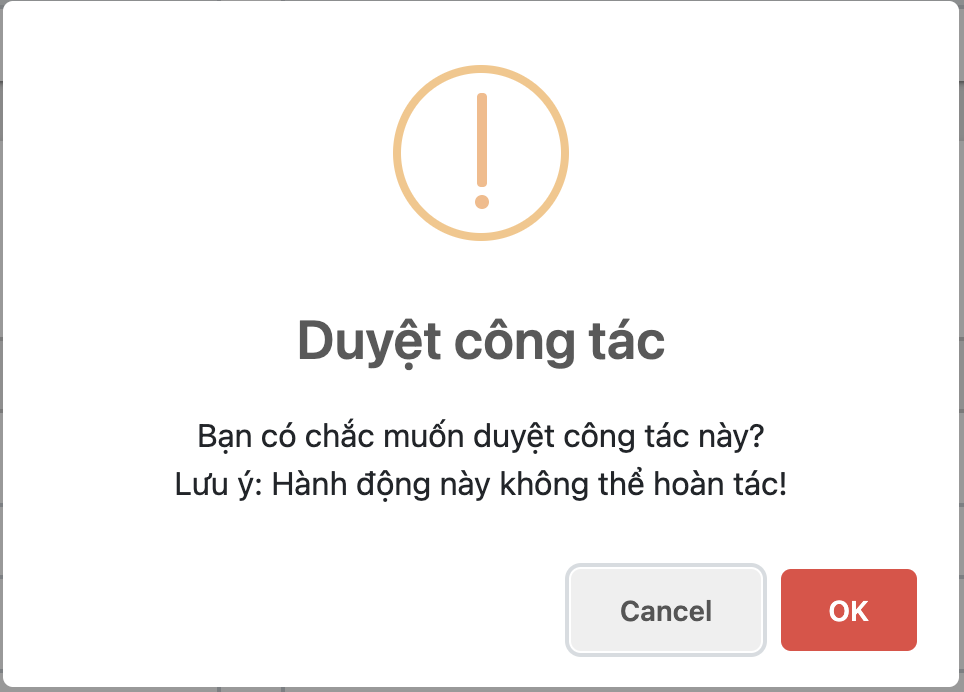 Duyệt công tác
Bạn có chắc muốn duyệt công tác này?
Lưu ý: Hành động này không thể hoàn tác!
Cancel
OK